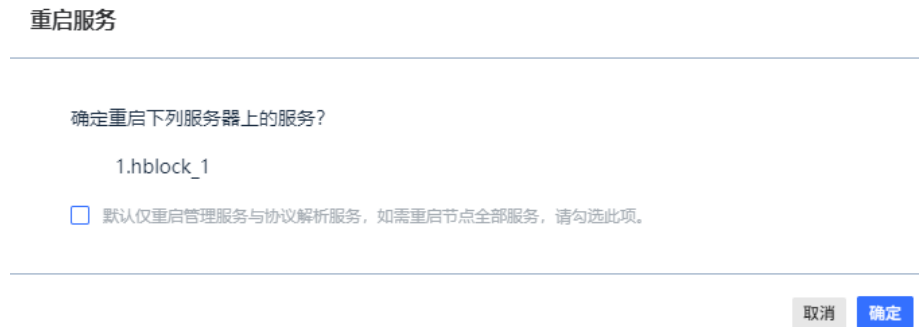 重启服务
确定重启下列服务器上的服务?
1.hblock_1
默认仅重启管理服务与协议解析服务，如需重启节点全部服务，请勾选此项。
取消 确定